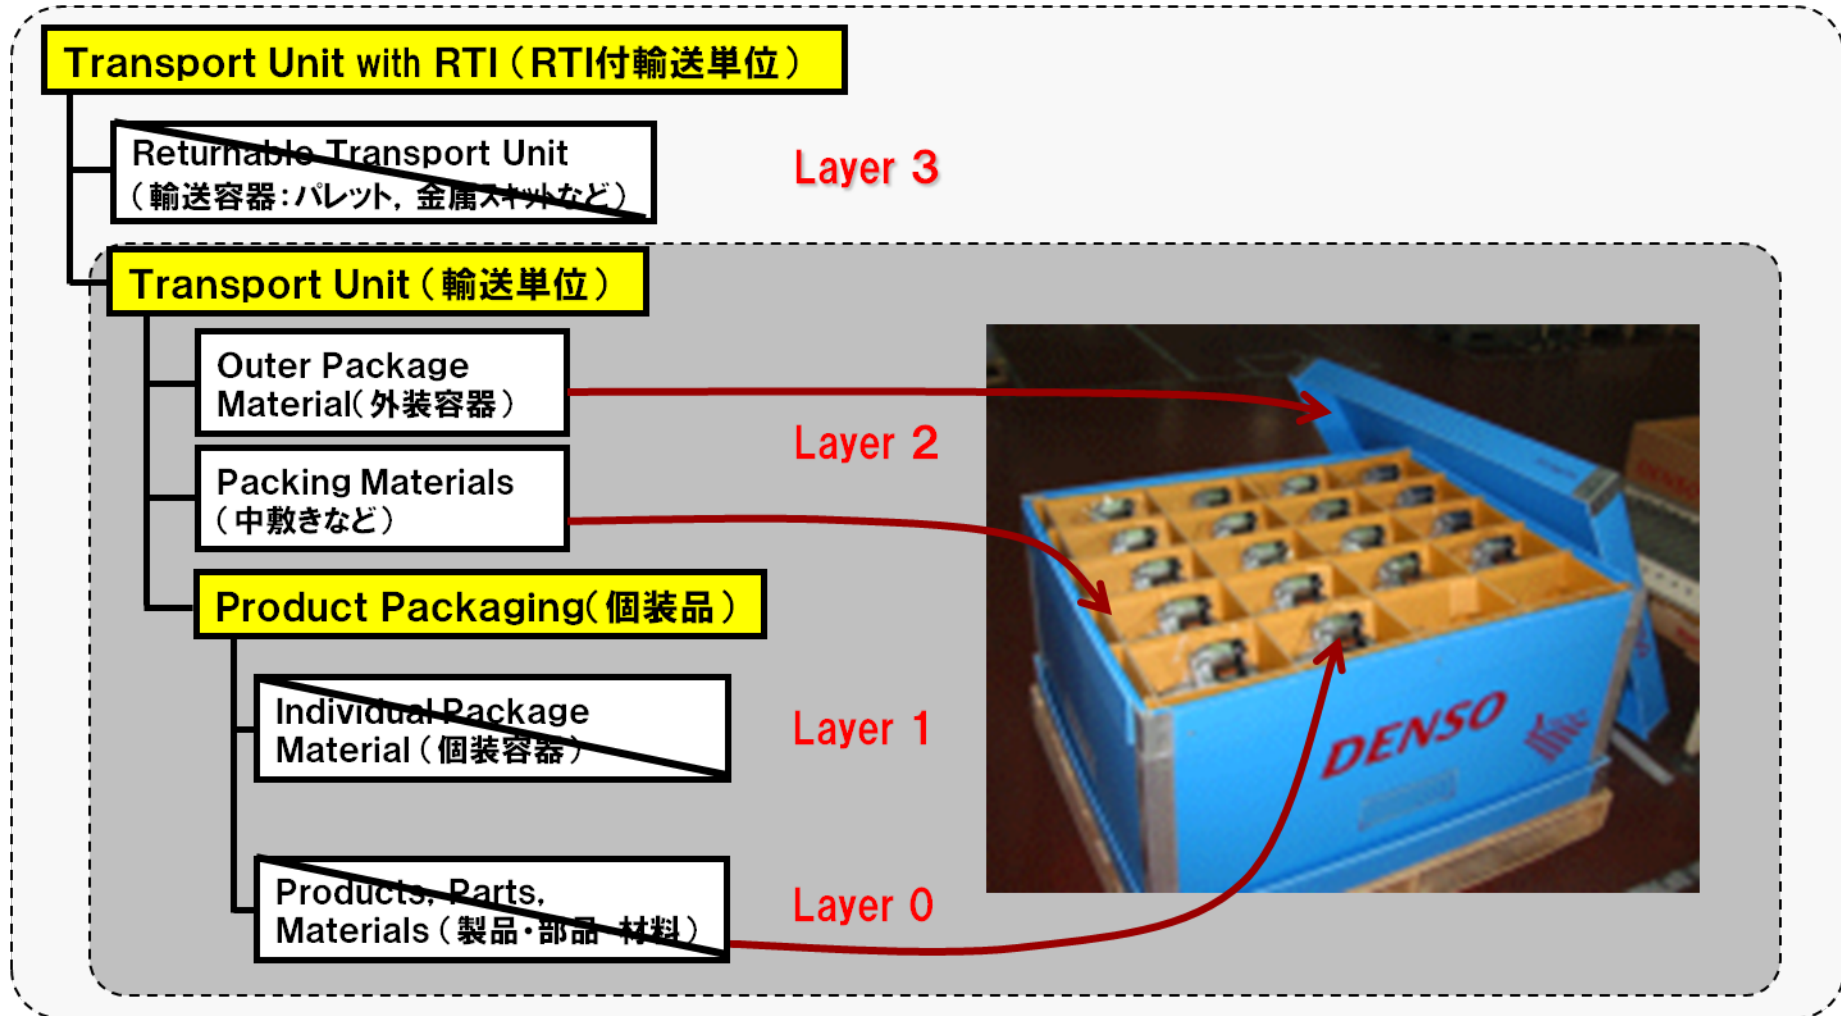 Transport Unit with RTI（RTI付輸送単位）
Returnable Transport Unit
（輸送容器：パレット，金属スキットなど）
Layer 3
Transport Unit（輸送単位）
Outer Package
Material（外装容器）
Layer 2
Packing Materials
（中敷きなど）
Product Packaging（個装品）
Individual Package
Material（個装容器）
Layer 1
Products, Parts,
Materials（製品・部品・材料）
Layer 0
DENSO
DENSO